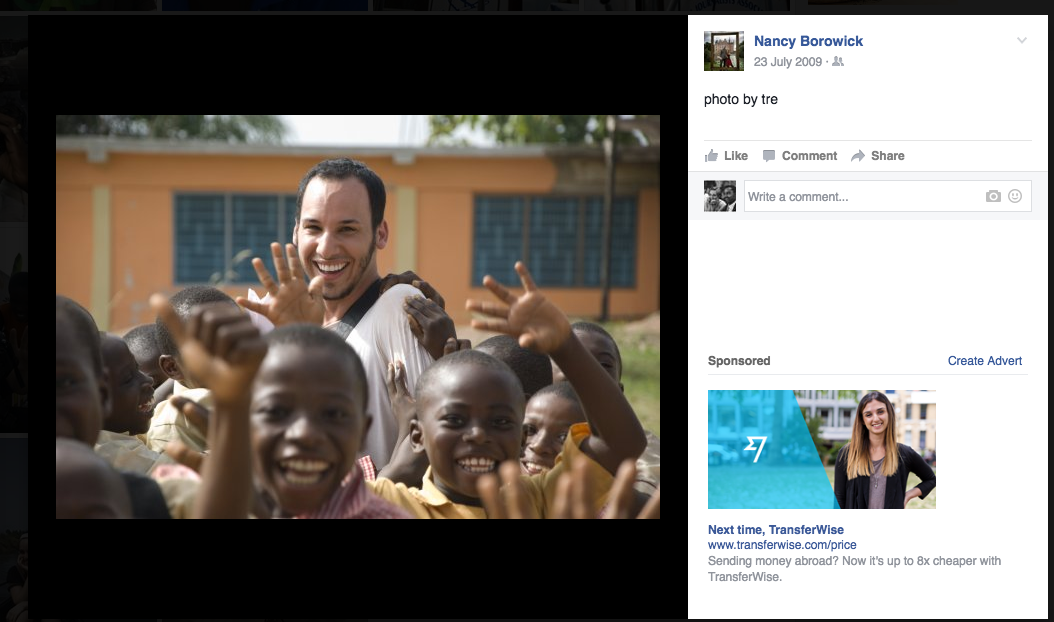 Nancy Borowick
23 July 2009 ·
photo by tre
Like Comment Share
Write a comment...
Sponsored Create Advert
Next time, TransferWise
www.transferwise.com/price
Sending money abroad? Now it's up to 8x cheaper with
TransferWise.